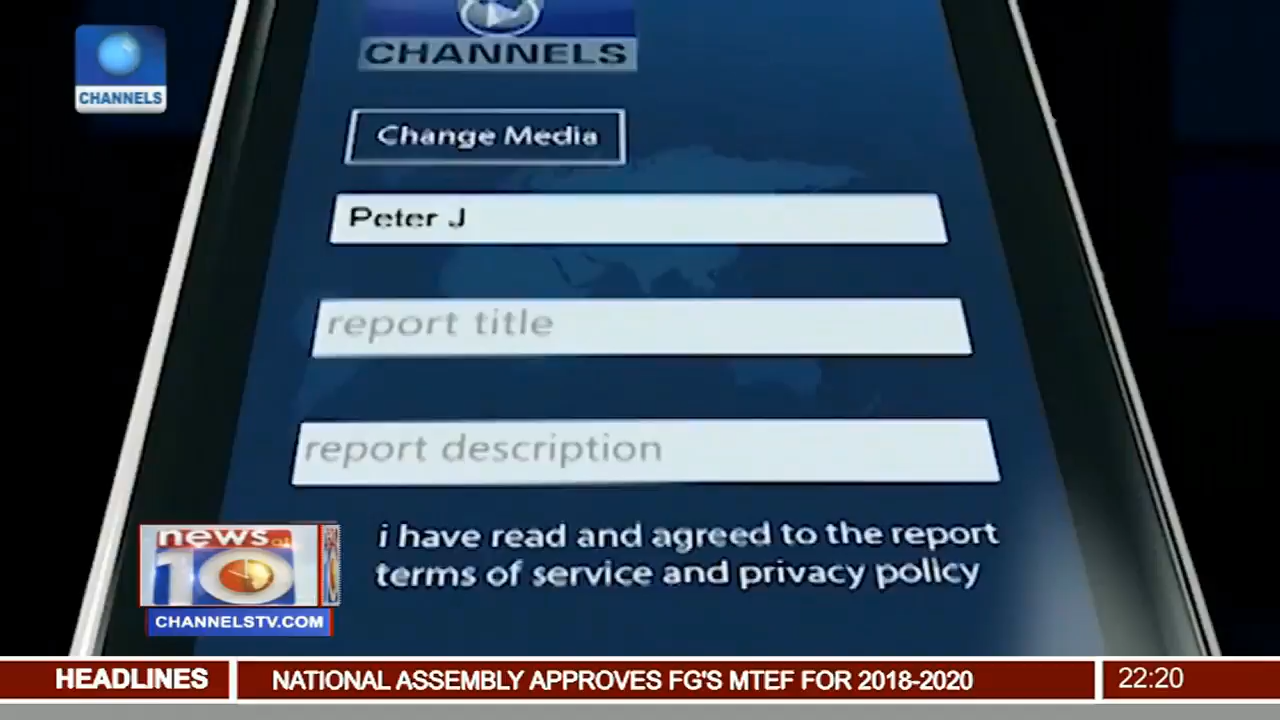 CHANNELS
CHANNELS
Change Media
Peter J
report title
report description
i have read and agreed to the report
terms of service and privacy policy
news at
10
CHANNELSTV.COM
HEADLINES
NATIONAL ASSEMBLY APPROVES FG'S MTEF FOR 2018-2020
22:20